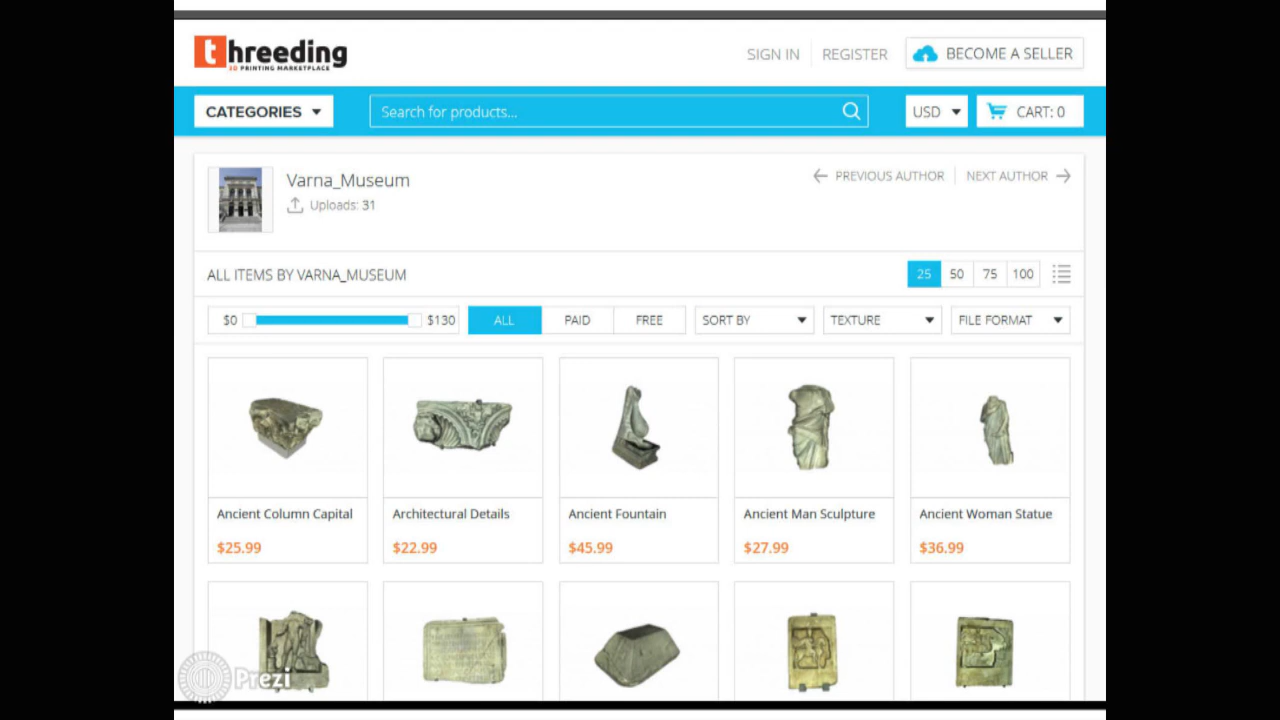 threeding
3D PRINTING MARKETPLACE
SIGN IN
REGISTER
BECOME A SELLER
CATEGORIES
Search for products...
USD
CART: 0
Varna_Museum
Uploads: 31
PREVIOUS AUTHOR
NEXT AUTHOR
ALL ITEMS BY VARNA_MUSEUM
25 50 75 100
$0
$130
ALL
PAID
FREE
SORT BY
TEXTURE
FILE FORMAT
Ancient Column Capital
$25.99
Architectural Details
$22.99
Ancient Fountain
$45.99
Ancient Man Sculpture
$27.99
Ancient Woman Statue
$36.99
Prezi